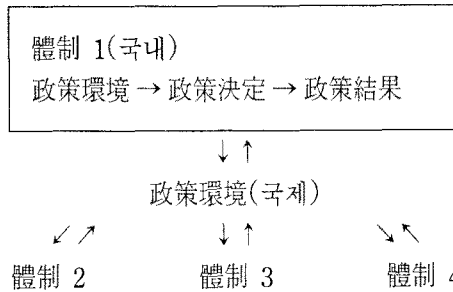 體制 1(국내)
政策環境 → 政策決定 → 政策結果
↓ ↑
政策環境(국제)
↙ ↗ ↓ ↑ ↘ ↖
體制 2 體制 3 體制 4